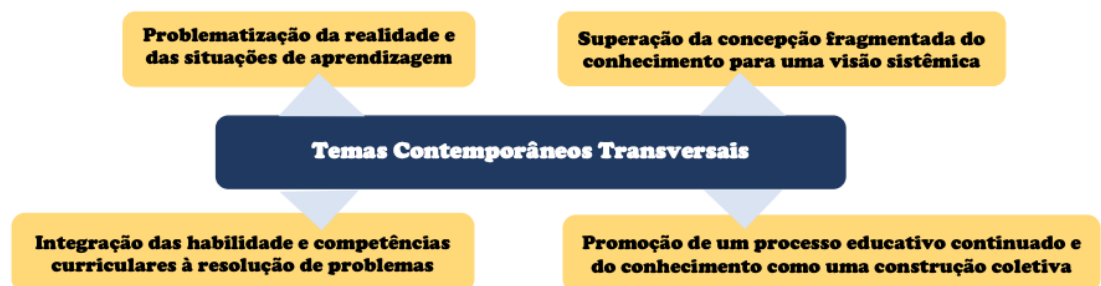 Problematização da realidade e
das situações de aprendizagem
Superação da concepção fragmentada do
conhecimento para uma visão sistêmica
Temas Contemporâneos Transversais
Integração das habilidade e competências
curriculares à resolução de problemas
Promoção de um processo educativo continuado e
do conhecimento como uma construção coletiva